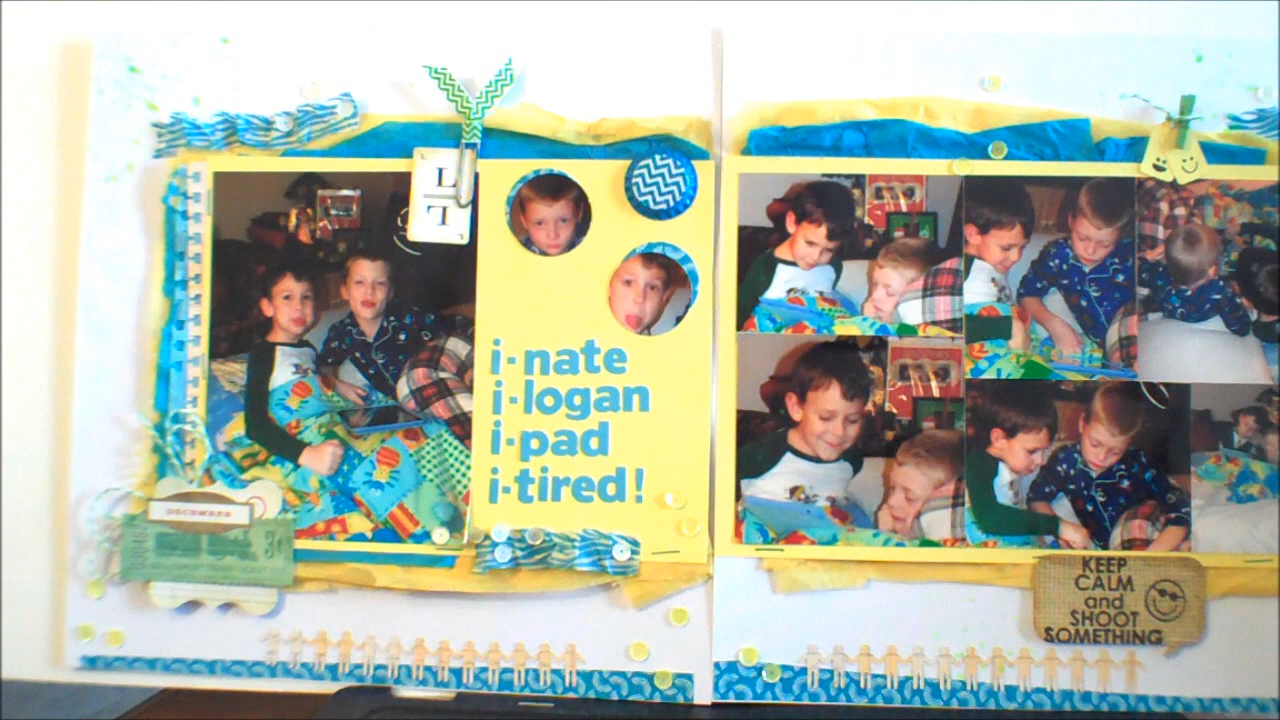 L
T
i-nate
i-logan
i-pad
i-tired!
DECEMBER
KEEP
CALM
and
SHOOT
SOMETHING